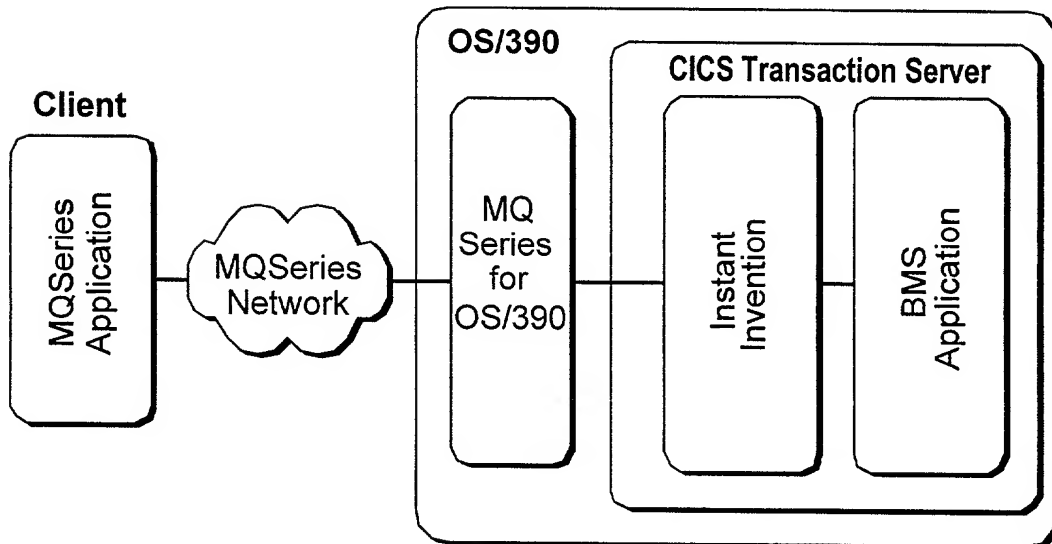 OS/390
CICS Transaction Server
Client
MQSeries
Application
MQSeries
Network
MQ
Series
for
OS/390
Instant
Invention
BMS
Application